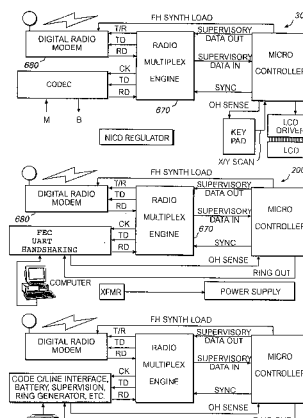 FH SYNTH LOAD
30
T/R
SUPERVISORY
DATA OUT
DIGITAL RADIO
MODEM
TD
RD
RADIO
MULTIPLEX
ENGINE
MICRO
CONTROLLER
SUPERVISORY
DATA IN
680
CK
TD
RD
CODEC
SYNC
670
OH SENSE
M
B
NICD REGULATOR
KEY
PAD
LCD
DRIVER
LCD
X/Y SCAN
FH SYNTH LOAD
200
T/R
SUPERVISORY
DATA OUT
DIGITAL RADIO
MODEM
TD
RD
RADIO
MULTIPLEX
ENGINE
MICRO
CONTROLLER
SUPERVISORY
DATA IN
680
CK
TD
RD
FEC
UART
HANDSHAKING
670
SYNC
OH SENSE
RING OUT
COMPUTER
XFMR
POWER SUPPLY
FH SYNTH LOAD
T/R
SUPERVISORY
DATA OUT
DIGITAL RADIO
MODEM
TD
RD
RADIO
MULTIPLEX
ENGINE
MICRO
CONTROLLER
SUPERVISORY
DATA IN
CODE C/LINE INTERFACE,
BATTERY, SUPERVISION,
RING GENERATOR, ETC.
CK
TD
RD
SYNC
OH SENSE